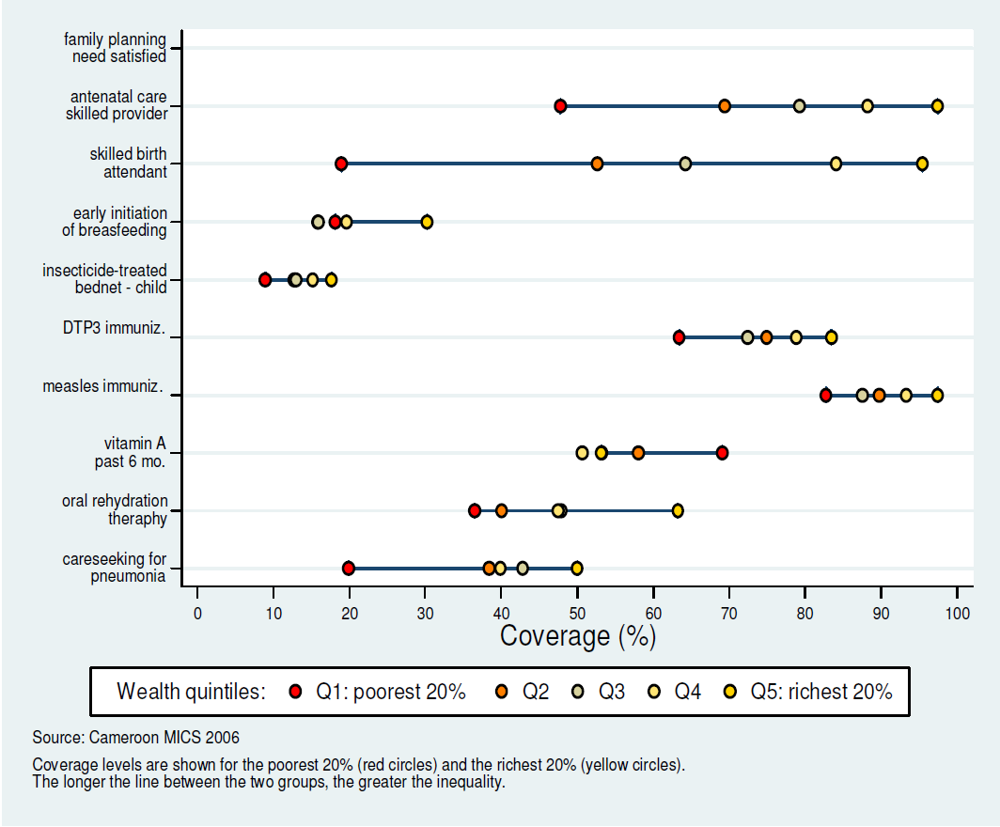 family planning
need satisfied
antenatal care
skilled provider
skilled birth
attendant
early initiation
of breasfeeding
insecticide-treated
bednet - child
DTP3 immuniz.
measles immuniz.
vitamin A
past 6 mo.
oral rehydration
theraphy
careseeking for
pneumonia
0 10 20 30 40 50 60 70 80 90 100
Coverage (%)
Wealth quintiles: Q1: poorest 20% Q2 Q3 Q4 Q5: richest 20%
Source: Cameroon MICS 2006
Coverage levels are shown for the poorest 20% (red circles) and the richest 20% (yellow circles).
The longer the line between the two groups, the greater the inequality.